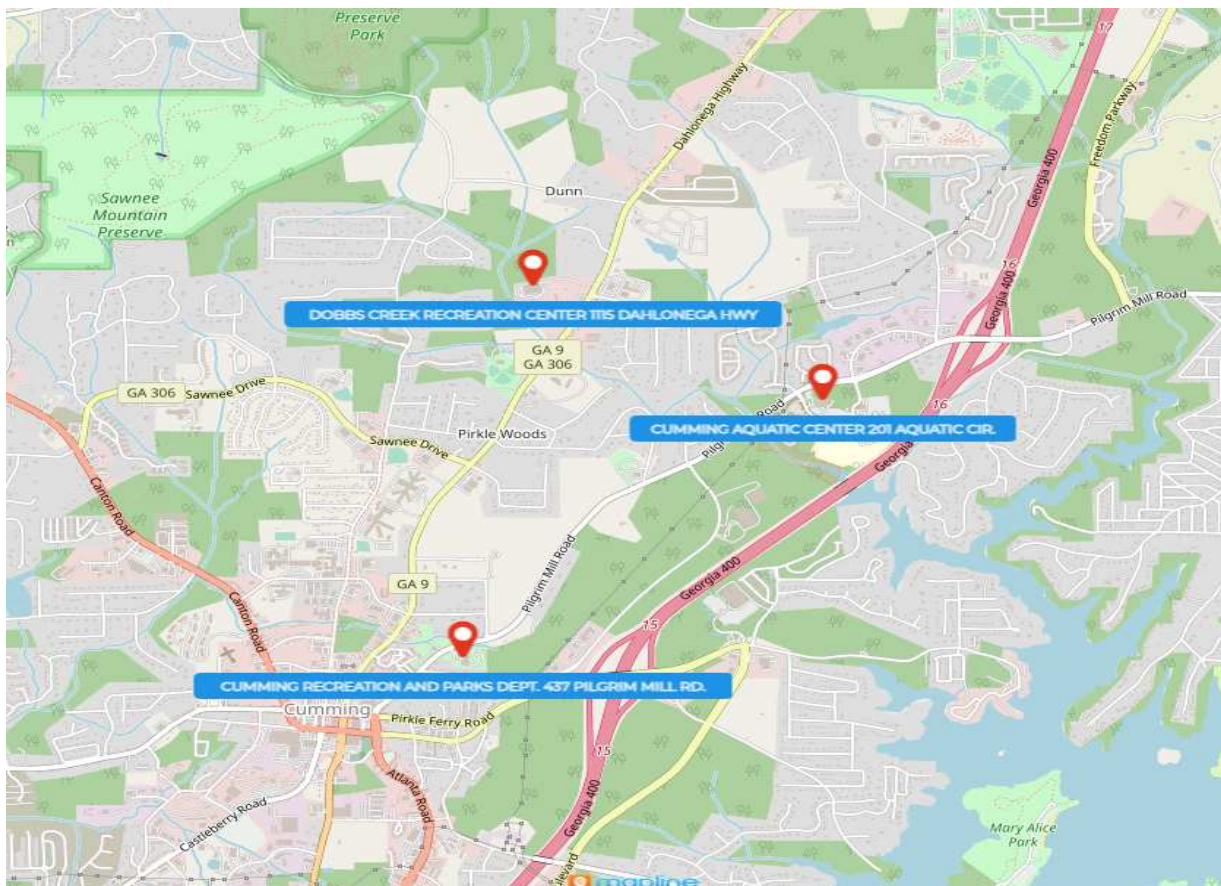 Preserve
Park
17
Dahlonega Highway
Freedom Parkway
Georgia 400
Sawnee
Mountain
Preserve
Dunn
16
Georgia 400
Pilgrim Mill Road
DOBBS CREEK RECREATION CENTER 1115 DAHLONEGA HWY
GA 9
GA 306
GA 306
Sawnee Drive
16
CUMMING AQUATIC CENTER 201 AQUATIC CIR.
Pirkle Woods
Sawnee Drive
Canton Road
Georgia 400
GA 9
Pilgrim Mill Road
15
Canton Road
CUMMING RECREATION AND PARKS DEPT. 437 PILGRIM MILL RD.
Cumming
Pirkle Ferry Road
15
Atlanta Road
Georgia 400
Castleberry Road
Mary Alice
Park
mapline